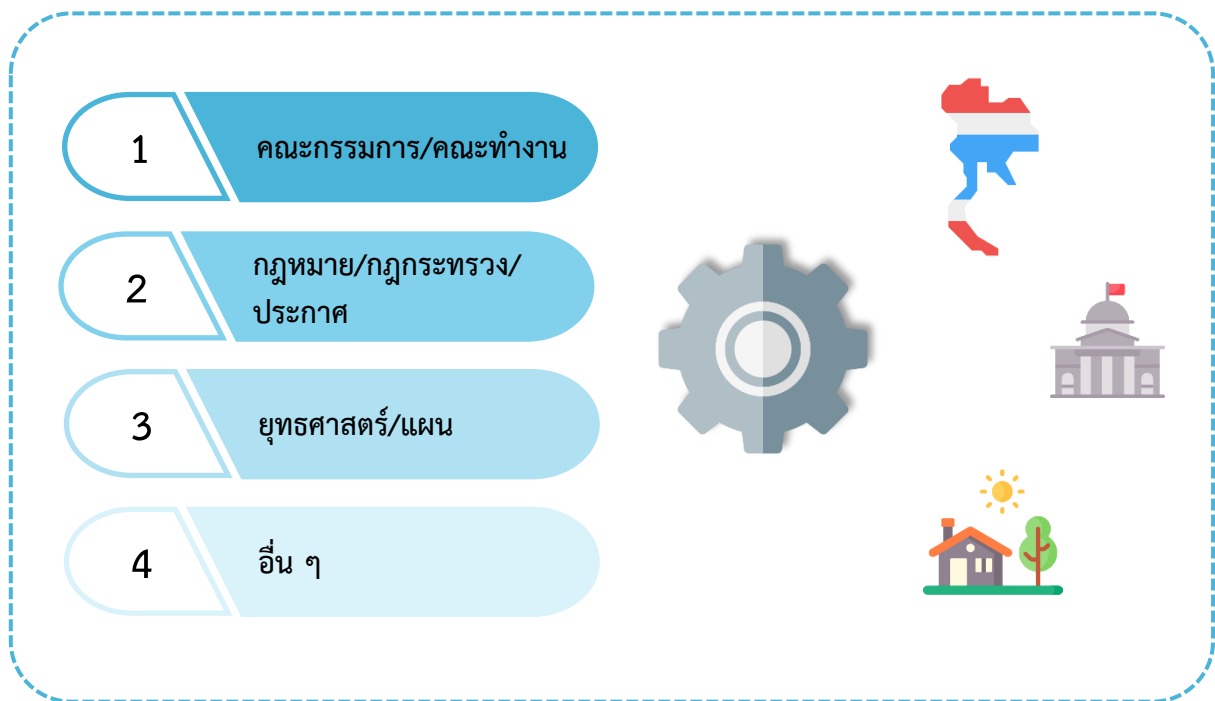 1
คณะกรรมการ/คณะทำงาน
2
กฎหมาย/กฎกระทรวง/
ประกาศ
3
ยุทธศาสตร์/แผน
4
อื่น ๆ